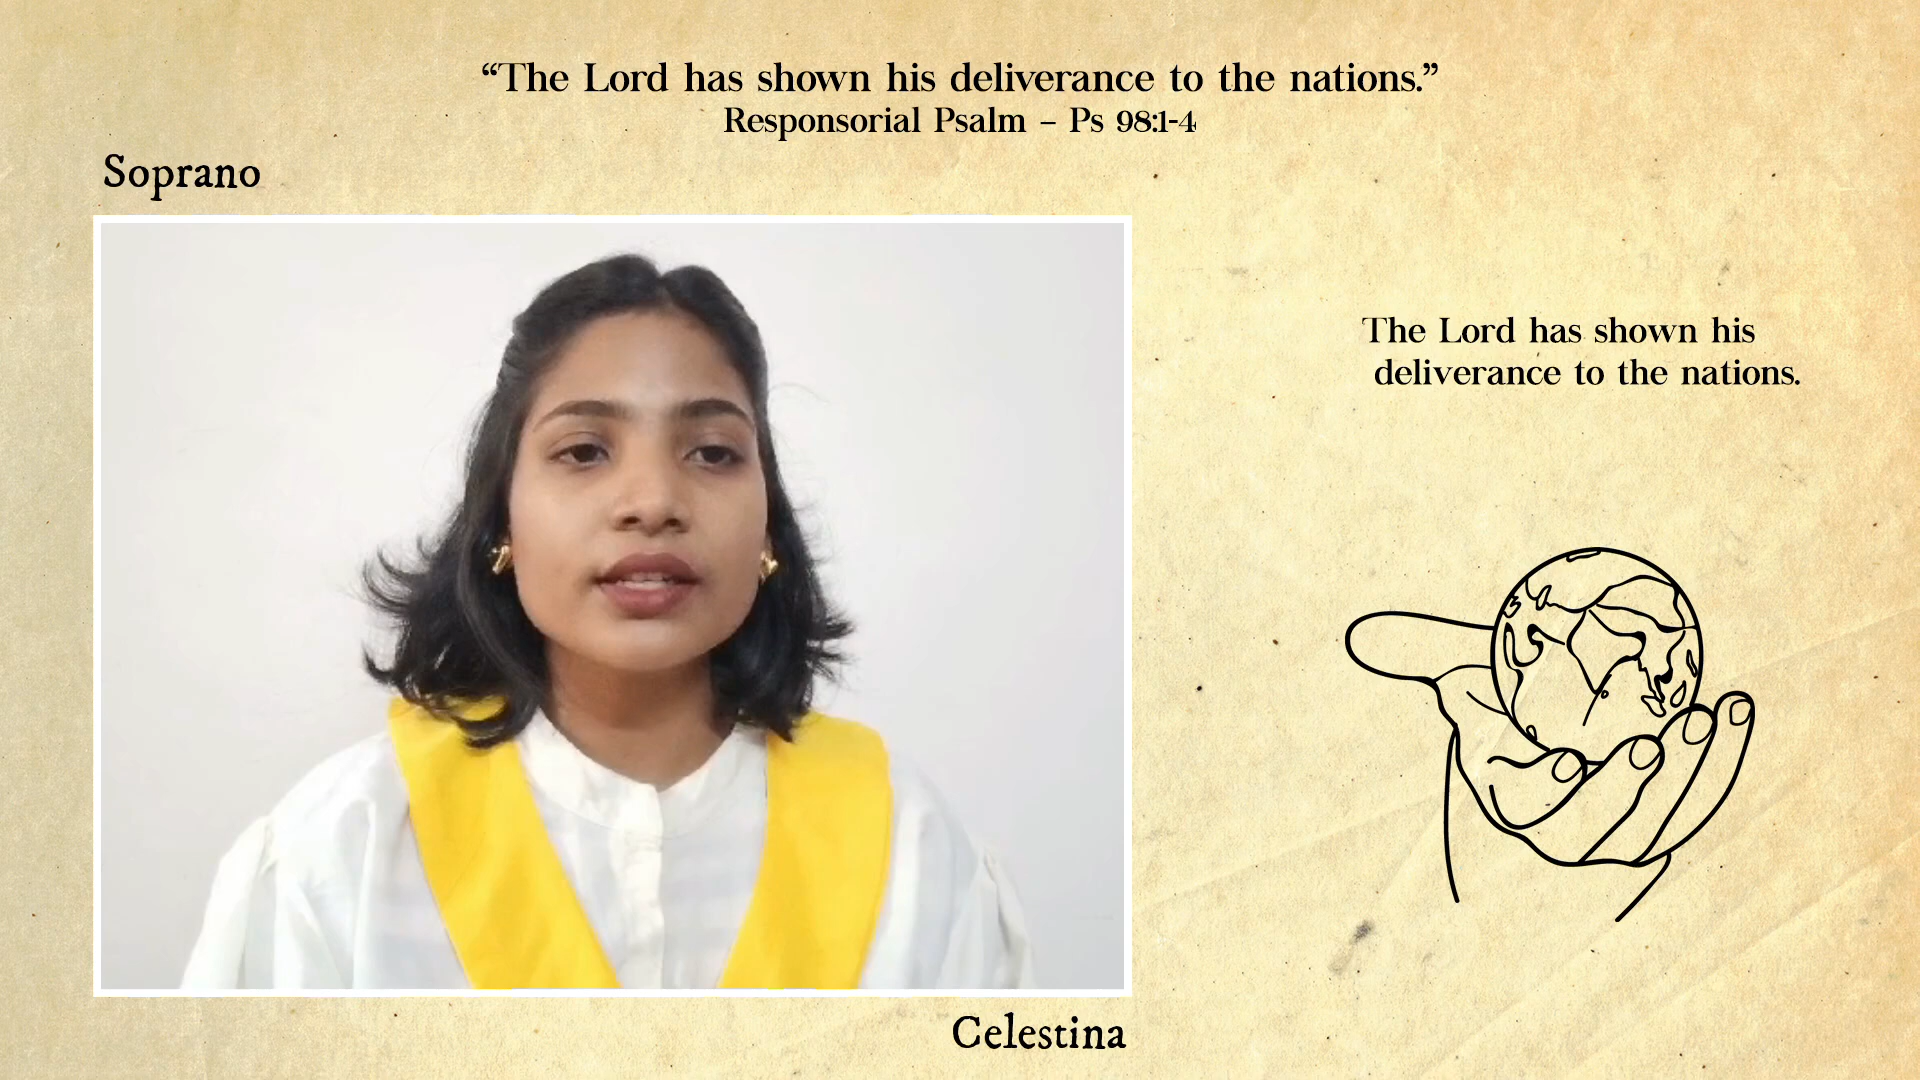 “The Lord has shown his deliverance to the nations.”
Responsorial Psalm – Ps 98:1-4
Soprano
The Lord has shown his
deliverance to the nations.
Celestina